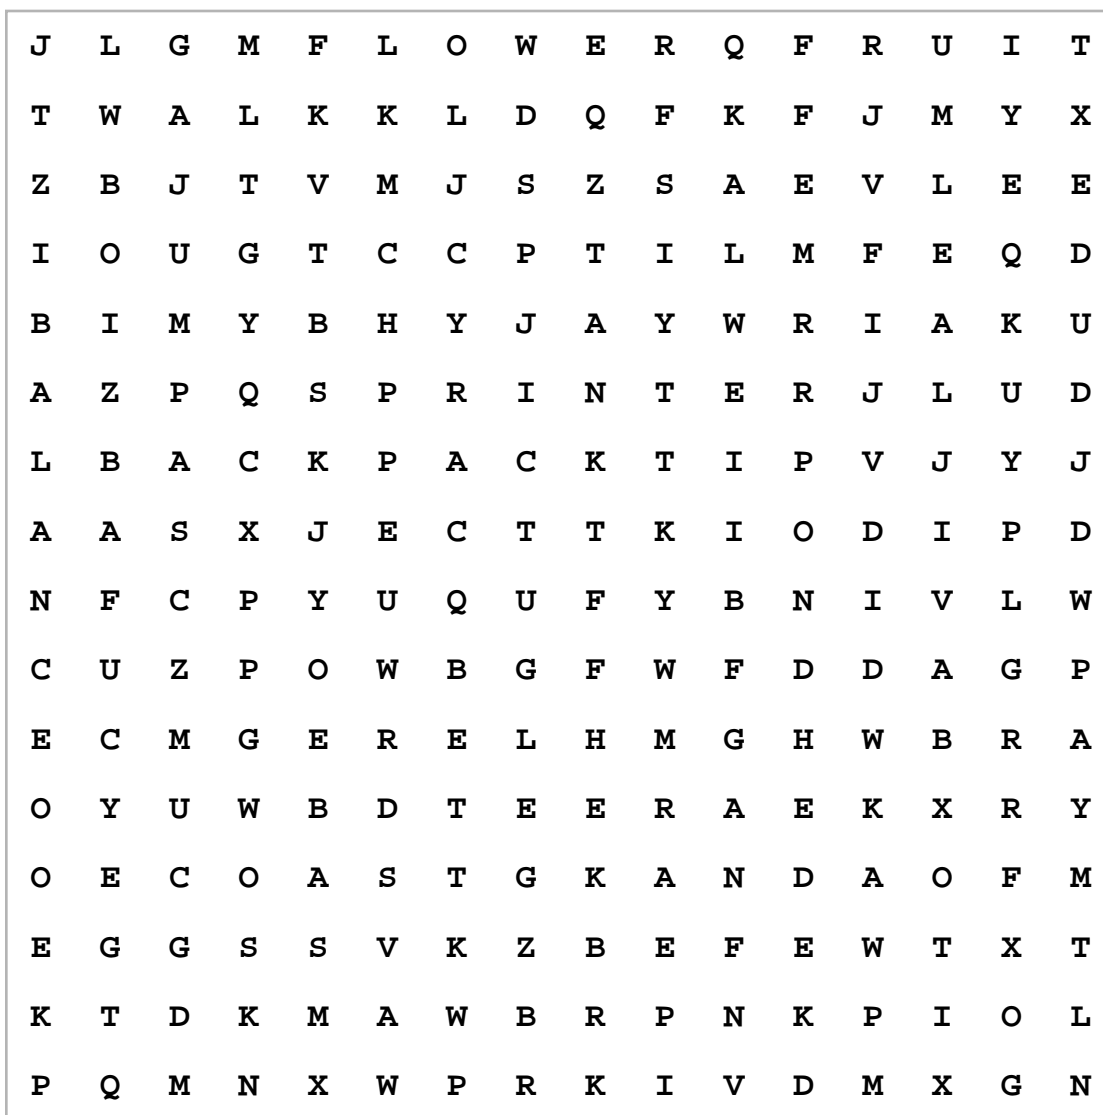 J L G M F L O W E R Q F R U I T
T W A L K K L D Q F K F J M Y X
Z B J T V M J S Z S A E V L E E
I O U G T C C P T I L M F E Q D
B I M Y B H Y J A Y W R I A K U
A Z P Q S P R I N T E R J L U D
L B A C K P A C K T I P V J Y J
A A S X J E C T T K I O D I P D
N F C P Y U Q U F Y B N I V L W
C U Z P O W B G F W F D D A G P
E C M G E R E L H M G H W B R A
O Y U W B D T E E R A E K X R Y
O E C O A S T G K A N D A O F M
E G G S S V K Z B E F E W T X T
K T D K M A W B R P N K P I O L
P Q M N X W P R K I V D M X G N